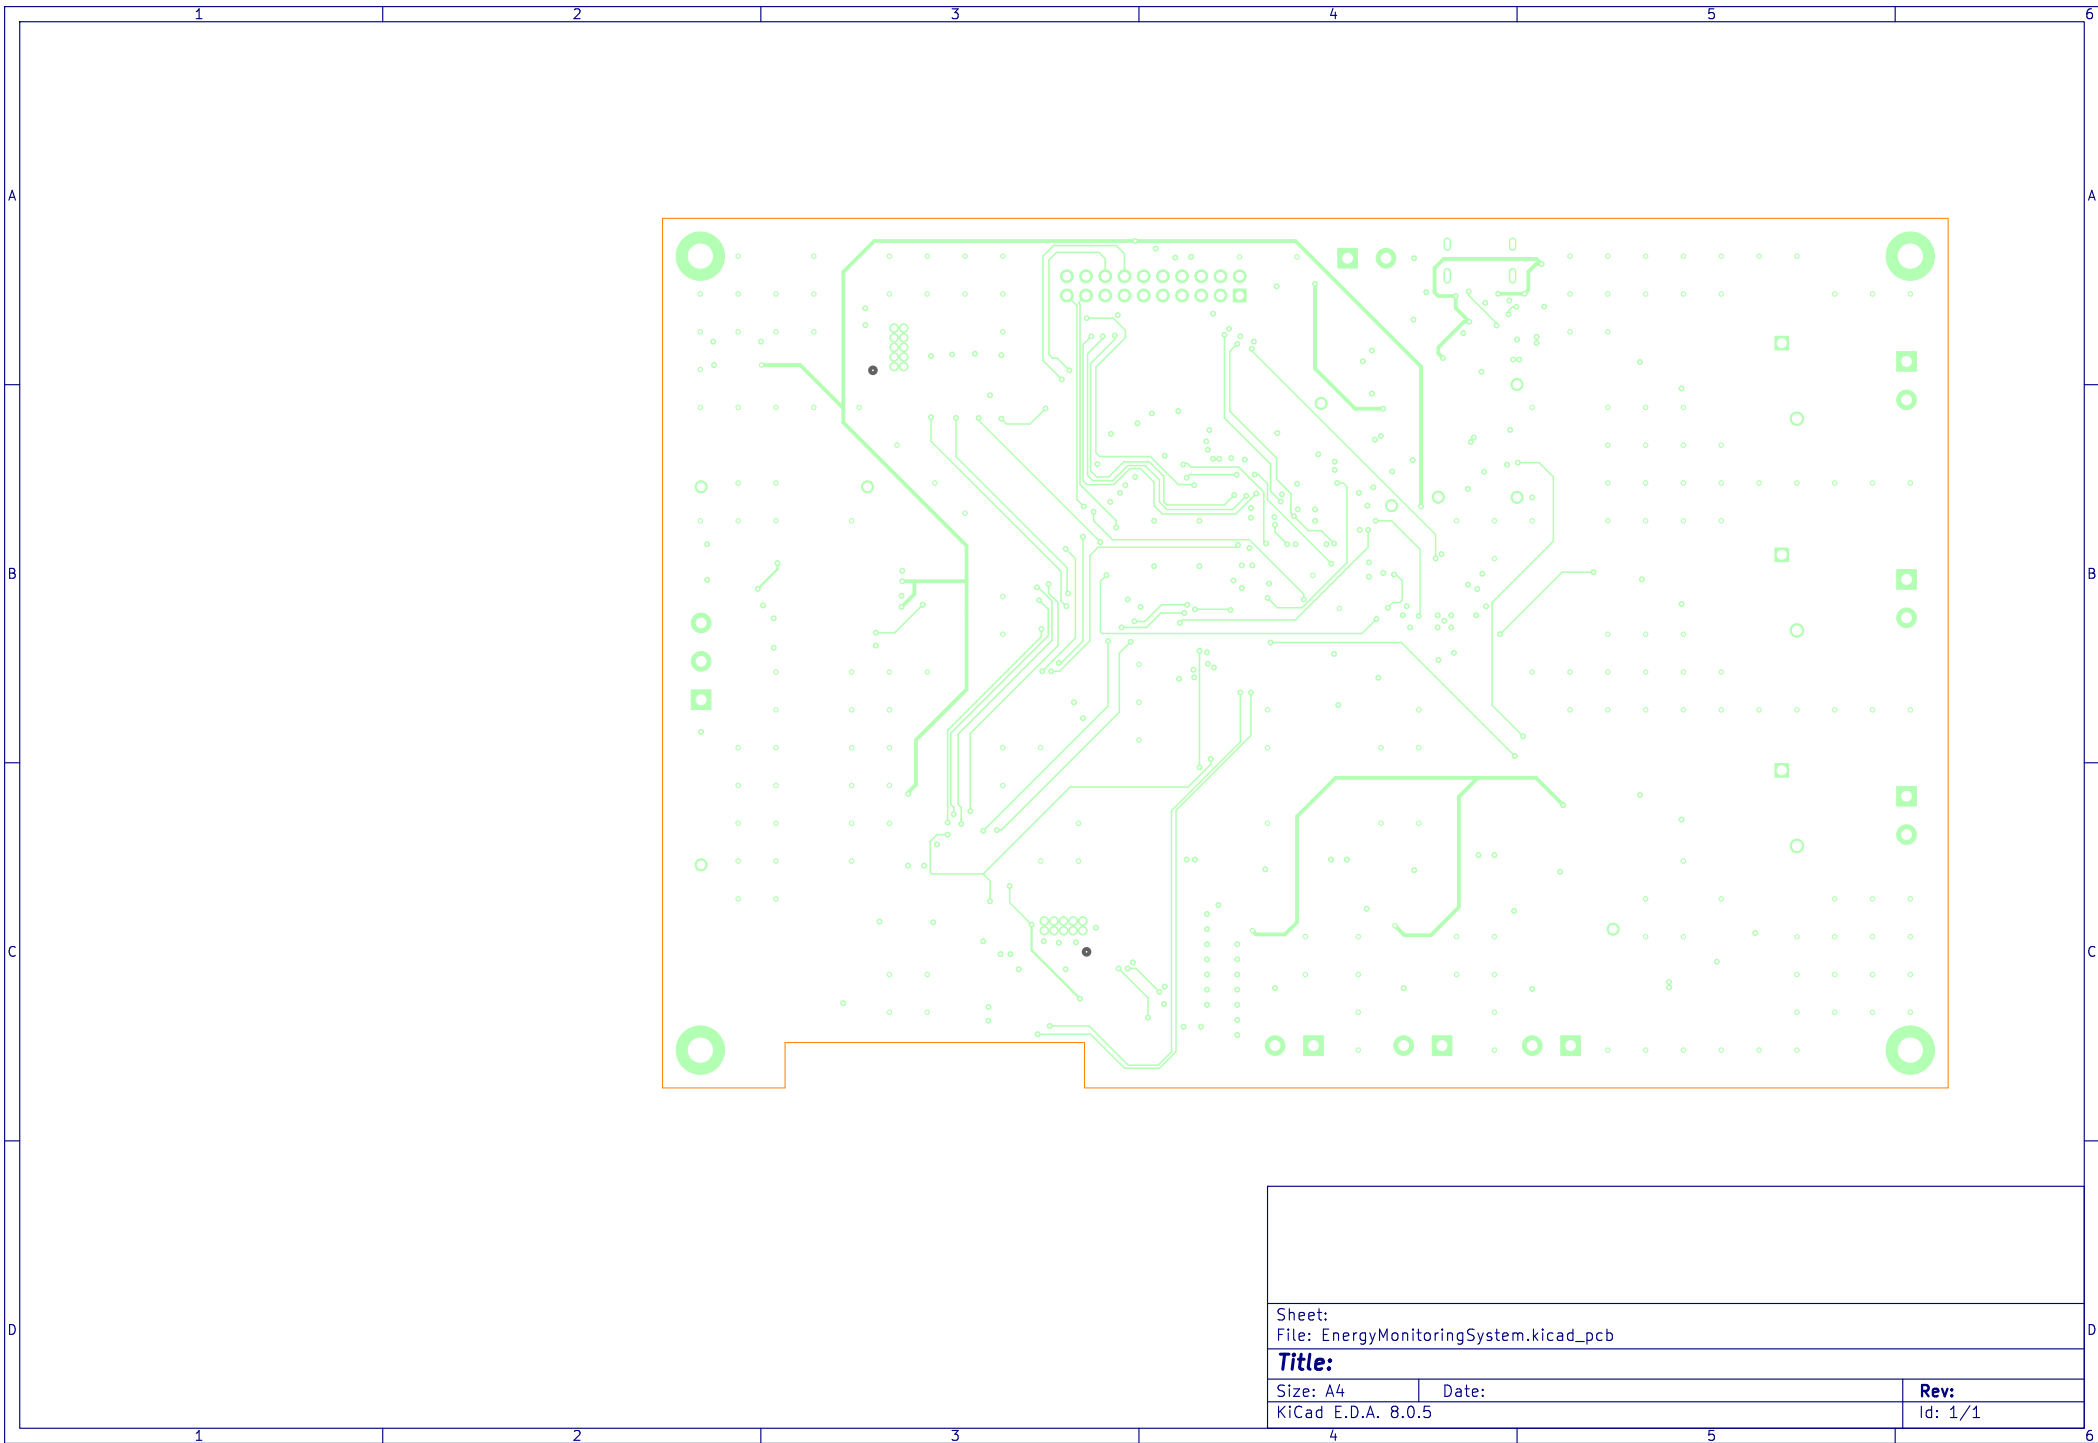 1 2 3 4 5 6
A A
B B
C C
D D
Sheet:
File: EnergyMonitoringSystem.kicad_pcb
Title:
Size: A4 Date: Rev:
KiCad E.D.A. 8.0.5 Id: 1/1
1 2 3 4 5 6